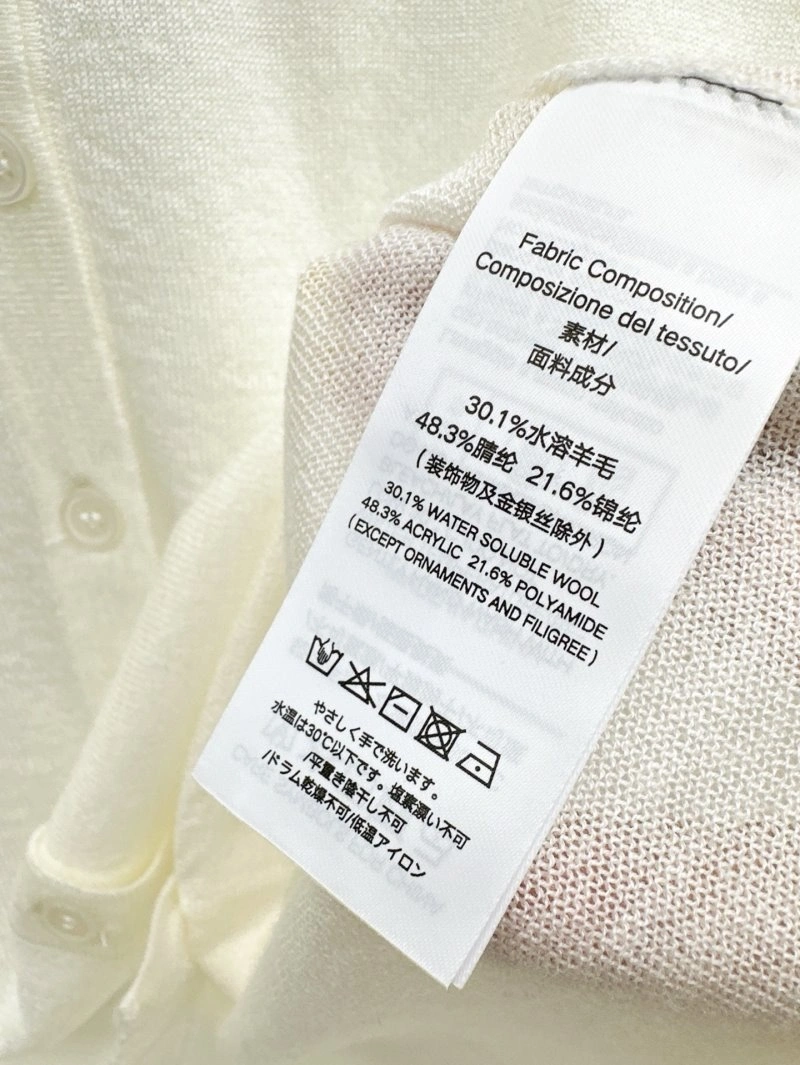 Fabric Composition/
Composizione del tessuto/
素材/
面料成分
30.1%水溶羊毛
48.3%腈纶 21.6%锦纶
(装饰物及金银丝除外)
30.1% WATER SOLUBLE WOOL
48.3% ACRYLIC 21.6% POLYAMIDE
(EXCEPT ORNAMENTS AND FILIGREE)
やさしく手で洗います。
水温は30℃以下です。塩素漂い不可
/平置き陰干し不可
/ドラム乾燥不可/低温アイロン